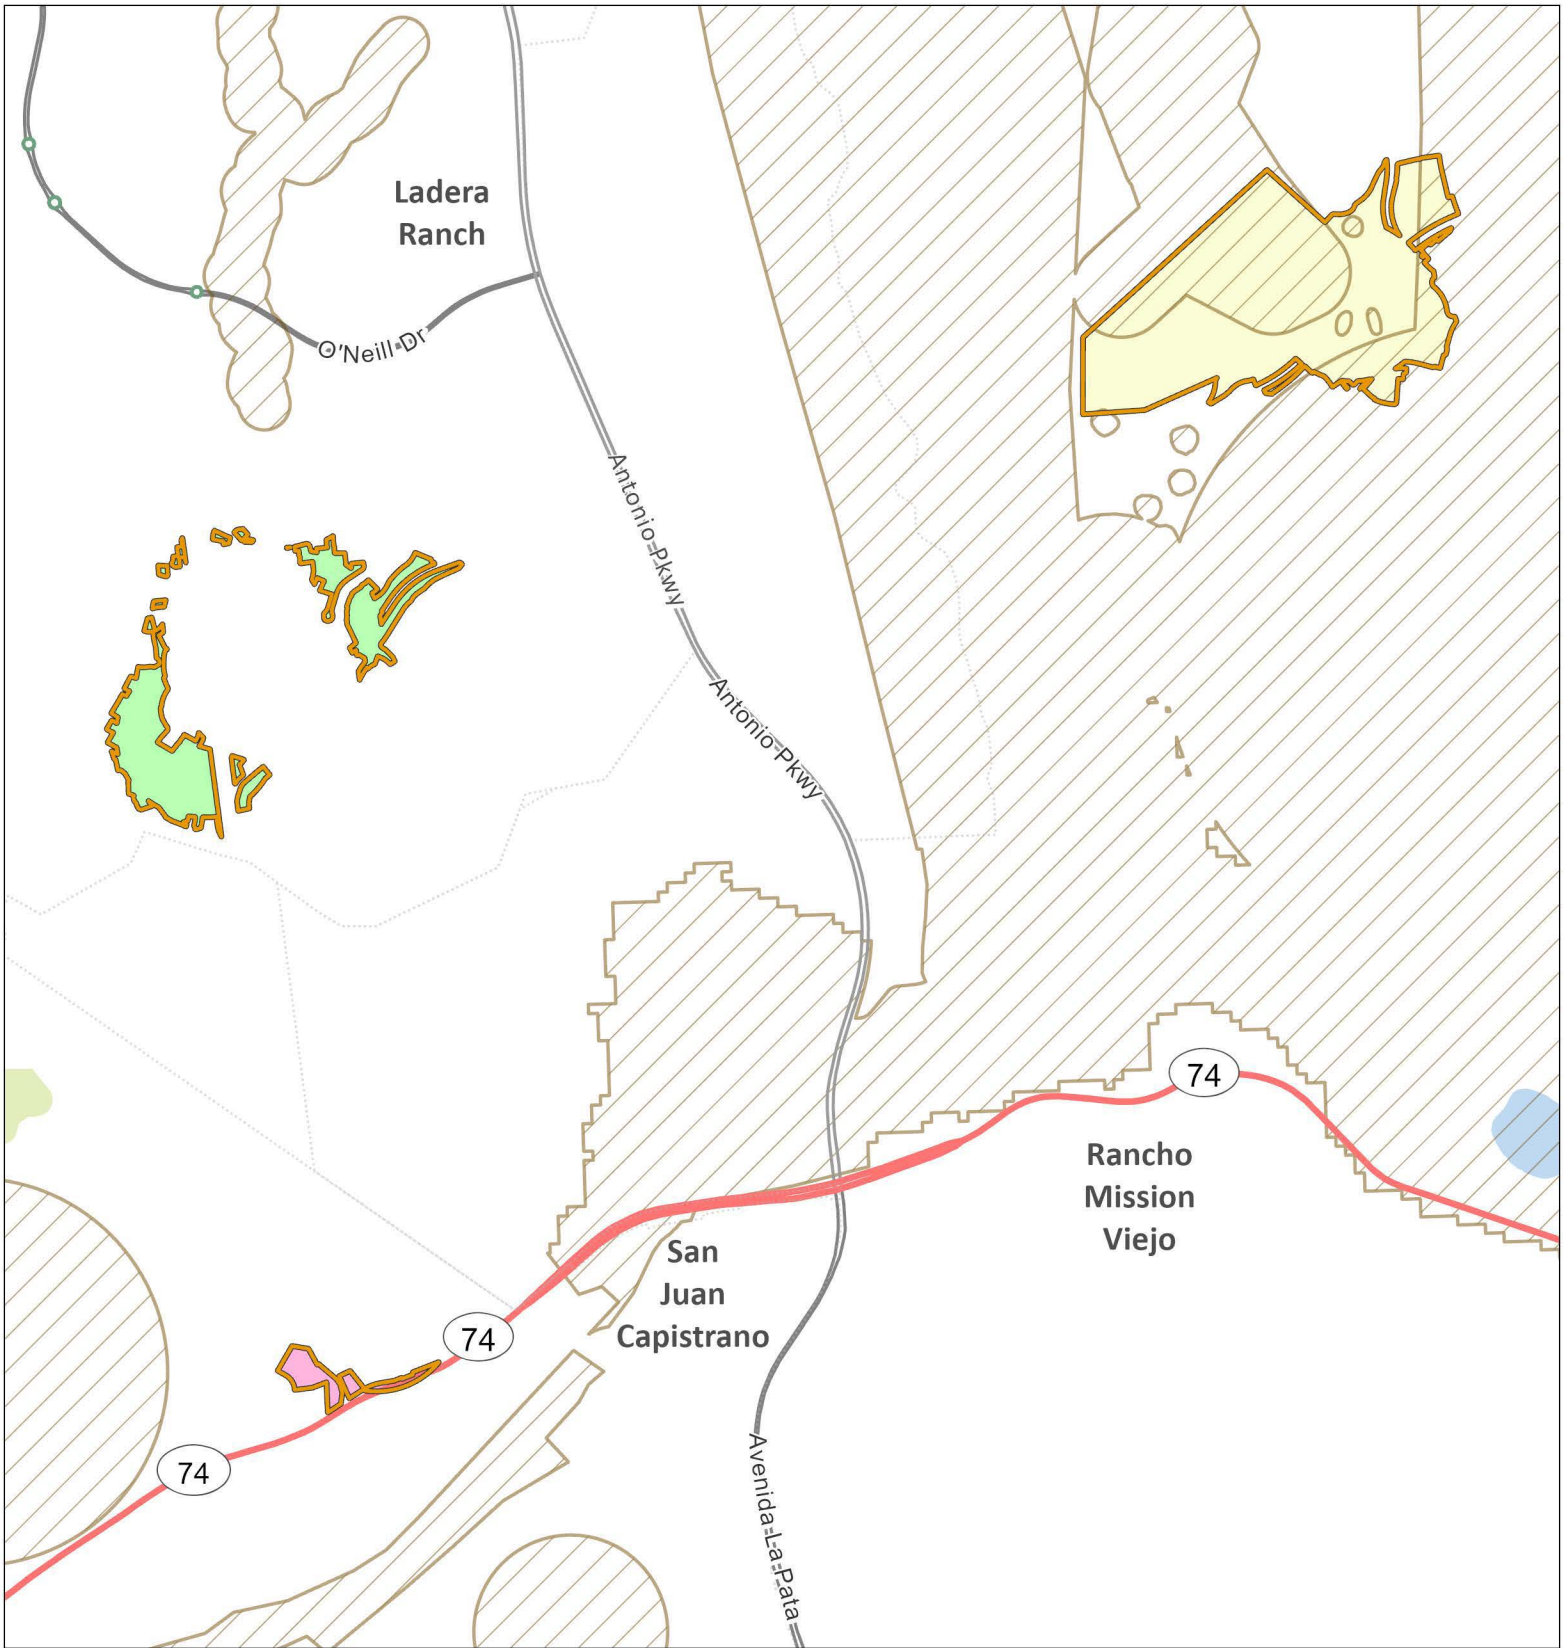 Ladera
Ranch
O'Neill Dr
Antonio Pkwy
Antonio Pkwy
74
Rancho
Mission
Viejo
San
Juan
Capistrano
74
74
Avenida La Pata